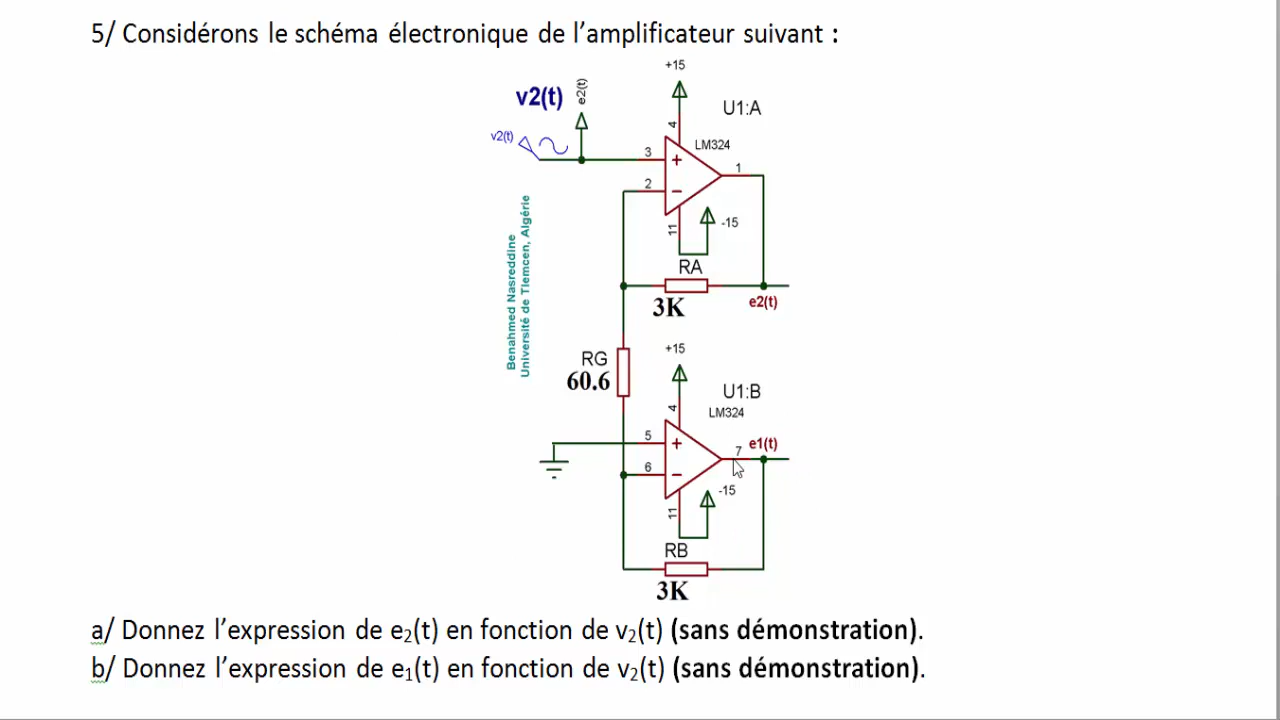 5/ Considérons le schéma électronique de l’amplificateur suivant :
+15
v2(t)
e2(t)
U1:A
v2(t)
4
LM324
3
1
2
11
-15
RA
3K
e2(t)
Benahmed Nasreddine
Université de Tlemcen, Algérie
+15
RG
60.6
U1:B
4
LM324
5
e1(t)
7
6
-15
11
RB
3K
a/ Donnez l’expression de e₂(t) en fonction de v₂(t) (sans démonstration).
b/ Donnez l’expression de e₁(t) en fonction de v₂(t) (sans démonstration).